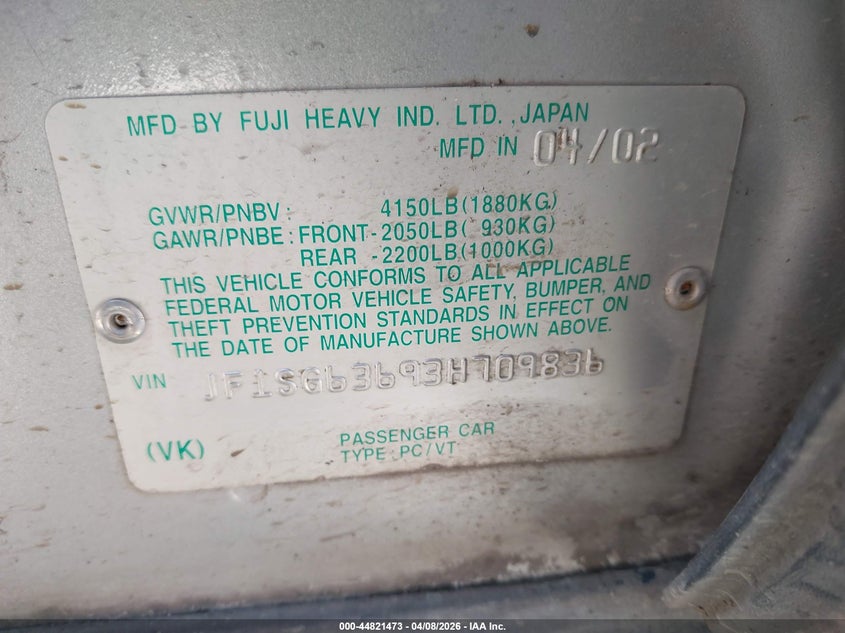 MFD BY FUJI HEAVY IND. LTD., JAPAN
MFD IN 04/02
GVWR/PNBV: 4150LB(1880KG)
GAWR/PNBE: FRONT-2050LB( 930KG)
REAR -2200LB(1000KG)
THIS VEHICLE CONFORMS TO ALL APPLICABLE
FEDERAL MOTOR VEHICLE SAFETY, BUMPER, AND
THEFT PREVENTION STANDARDS IN EFFECT ON
THE DATE OF MANUFACTURE SHOWN ABOVE.
VIN JF1SG63693H709836
(VK) PASSENGER CAR
TYPE:PC/VT
000-44821473 | 04/08/2026 | IAA Inc.